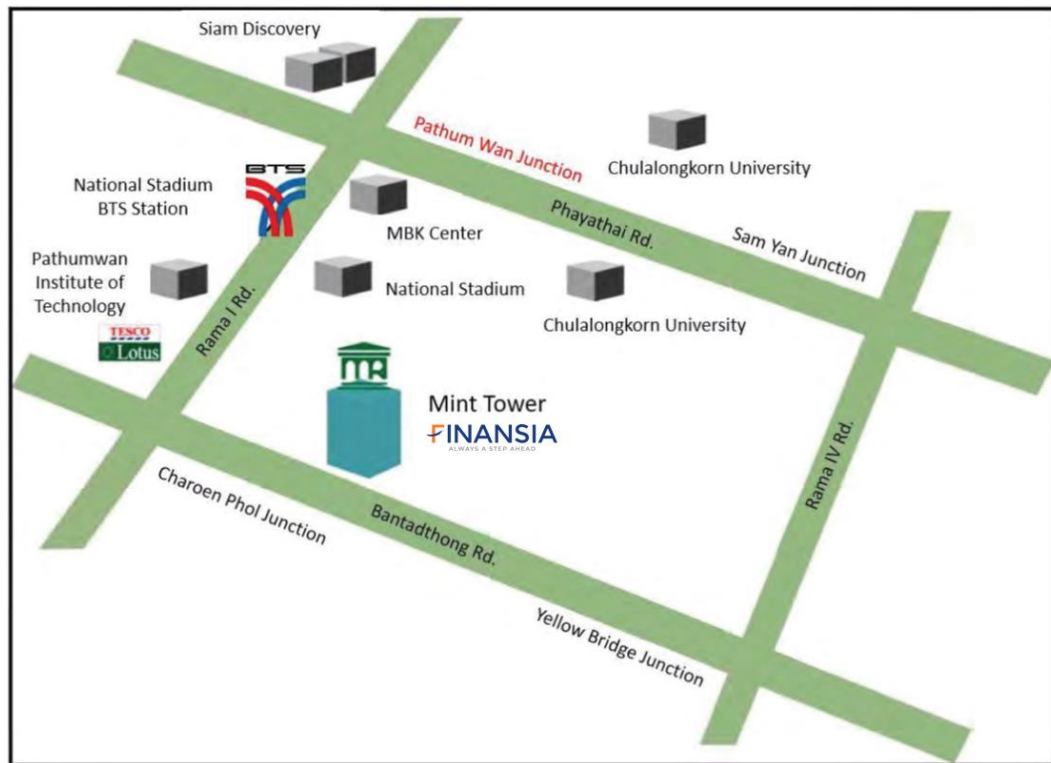 Siam Discovery
Pathum Wan Junction
Chulalongkorn University
BTS
National Stadium
BTS Station
MBK Center
Phayathai Rd.
Sam Yan Junction
Pathumwan
Institute of
Technology
National Stadium
Chulalongkorn University
Rama I Rd.
TESCO
Lotus
Mint Tower
FINANSIA
ALWAYS A STEP AHEAD
Rama IV Rd.
Charoen Phol Junction
Bantadthong Rd.
Yellow Bridge Junction